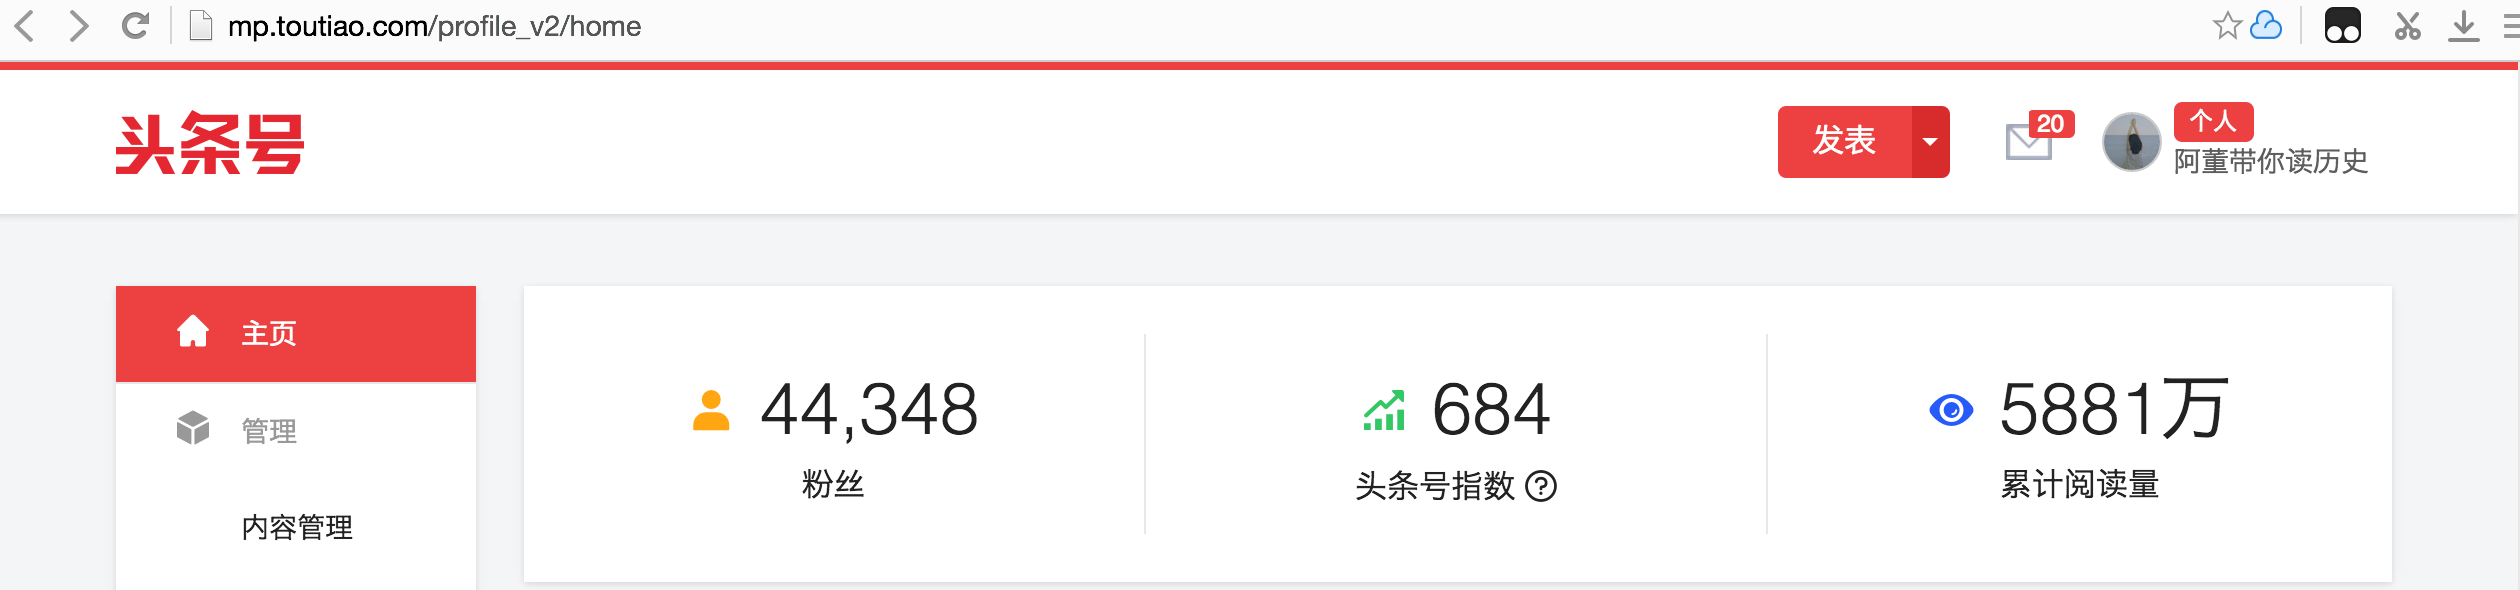 mp.toutiao.com/profile_v2/home
头条号
发表
20
个人
阿董带你读历史
主页
管理
内容管理
44,348
粉丝
684
头条号指数 ?
5881万
累计阅读量